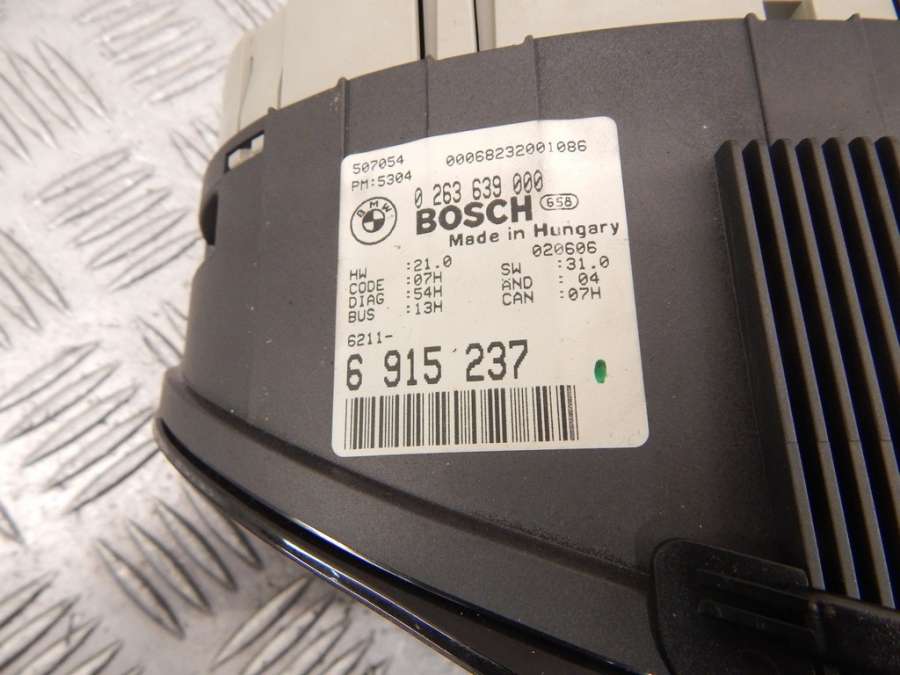 507054 00068232001086
PM:5304 0 263 639 000
BMW BOSCH 658
Made in Hungary
020606
HW :21.0 SW :31.0
CODE :07H AND : 04
DIAG :54H CAN :07H
BUS :13H
6211-
6 915 237